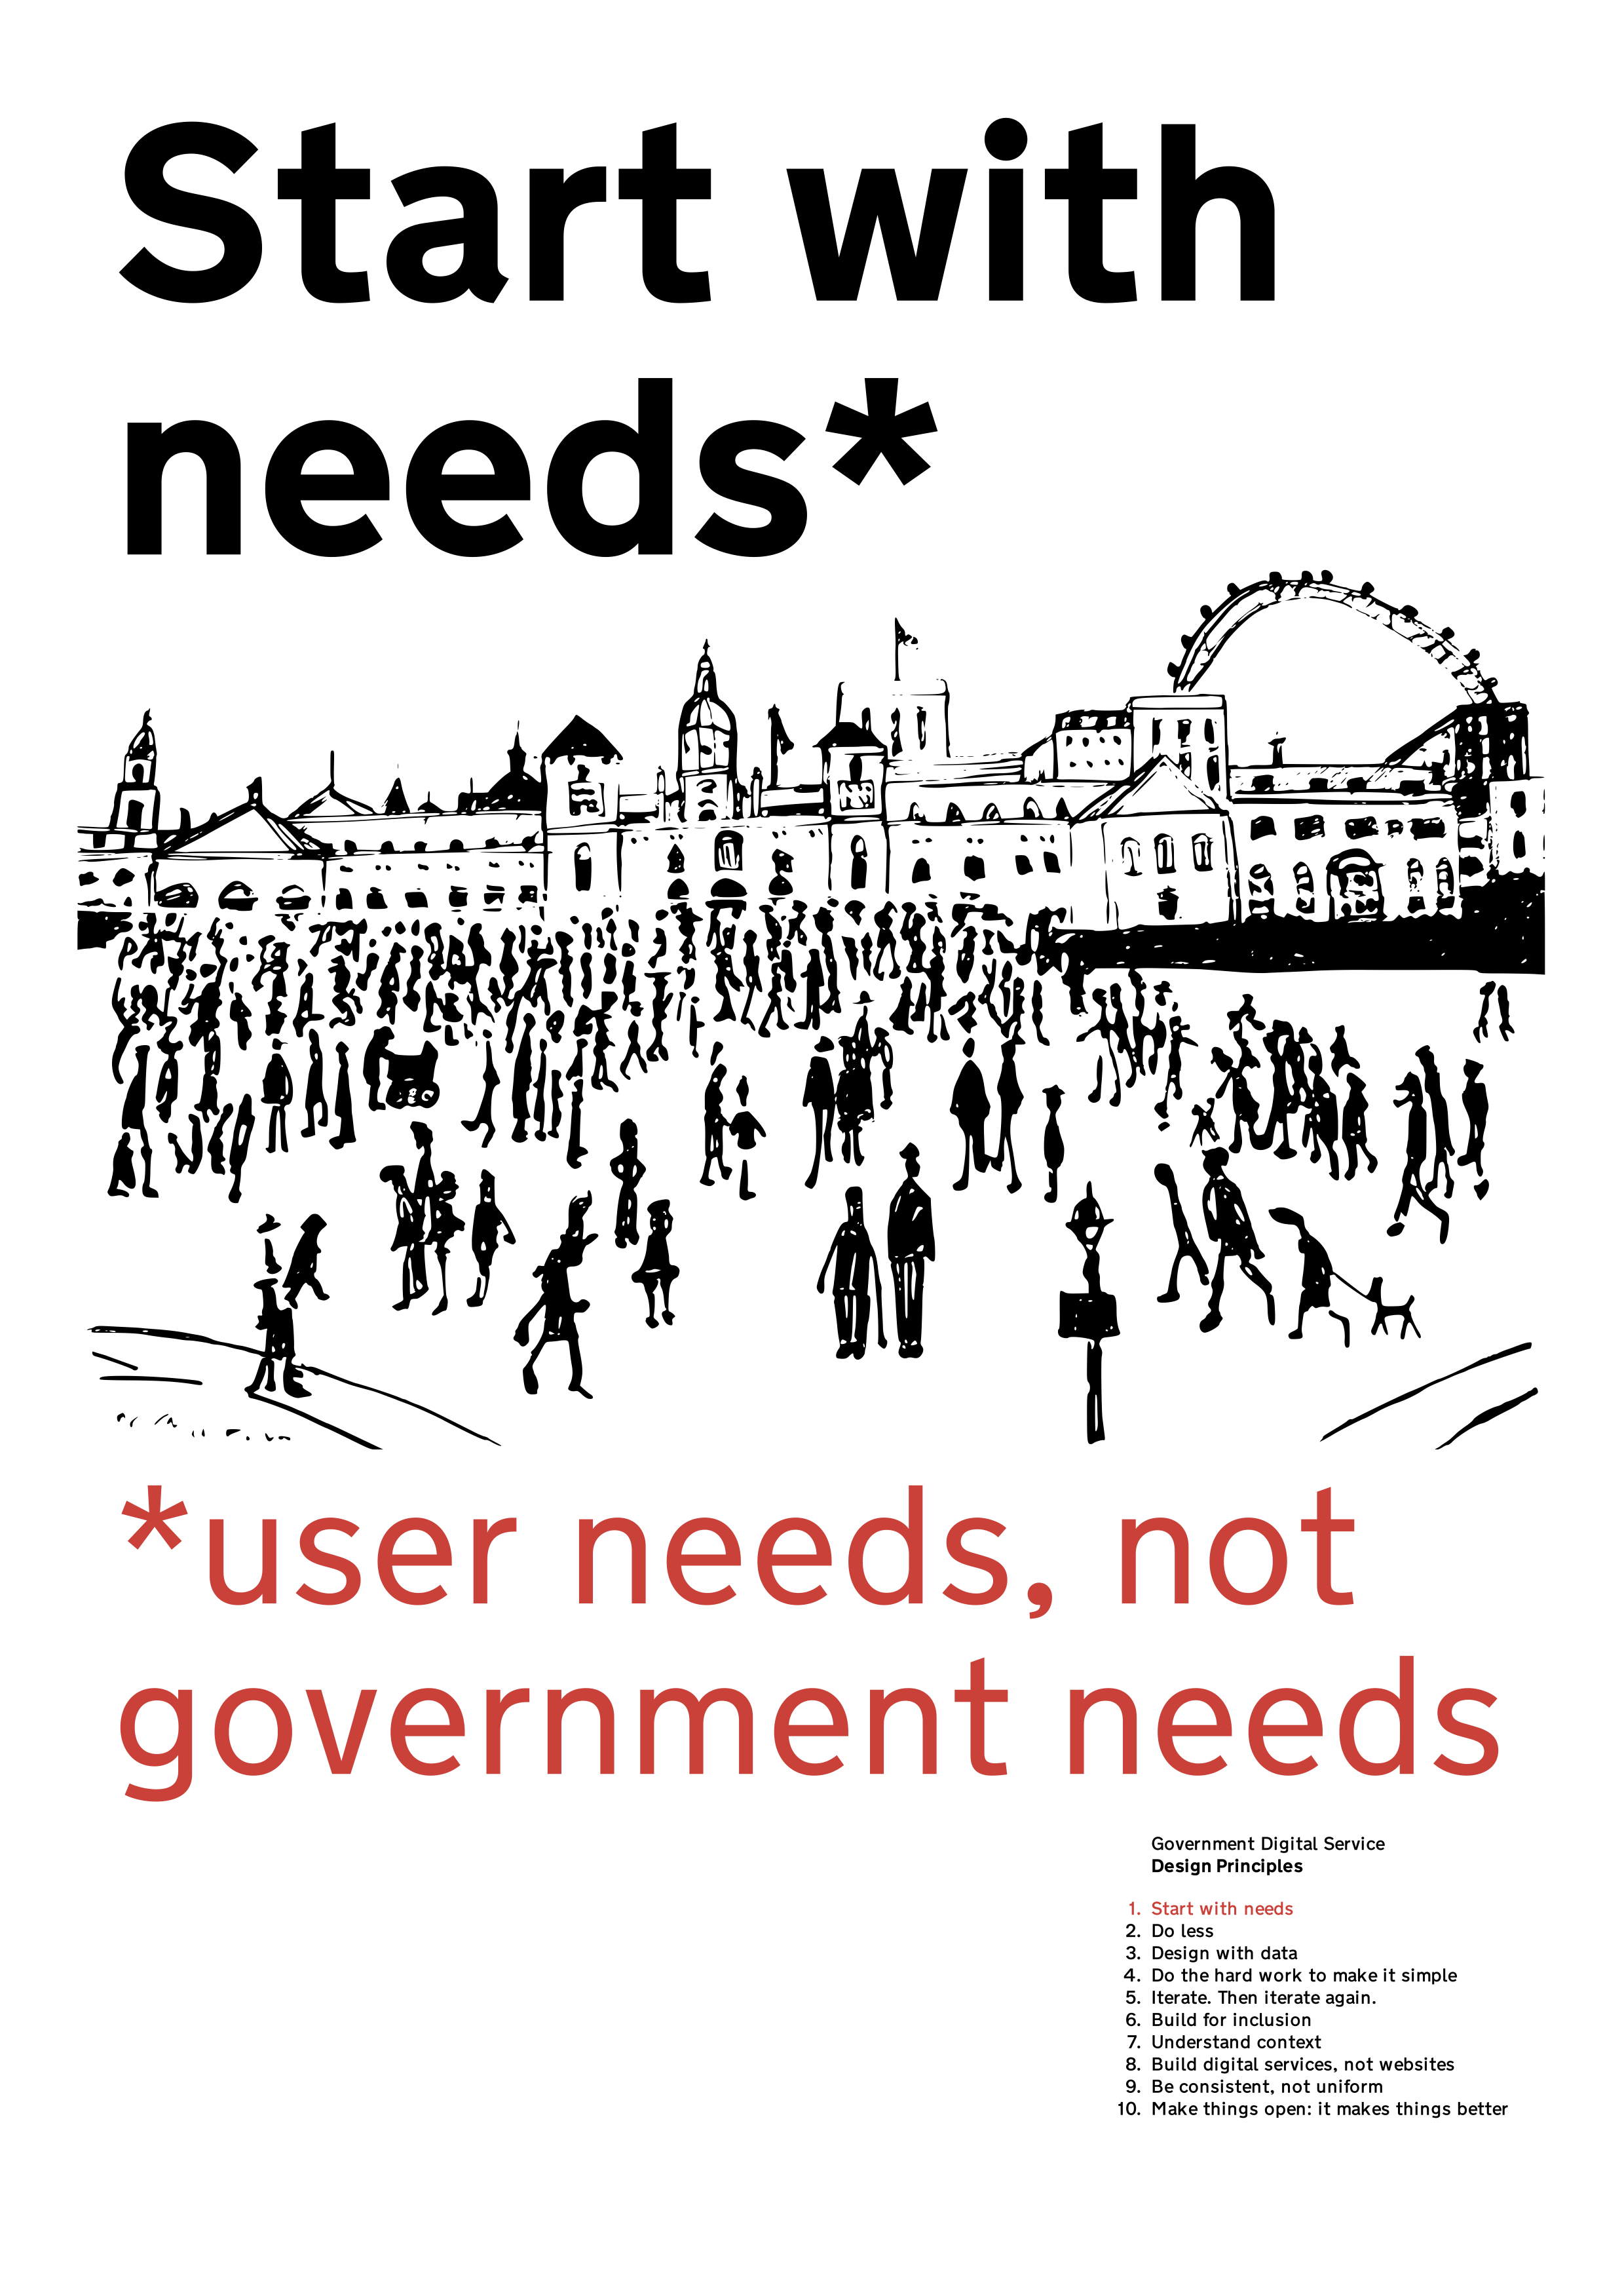 Start with
needs*
*user needs, not
government needs
Government Digital Service
Design Principles
1. Start with needs
2. Do less
3. Design with data
4. Do the hard work to make it simple
5. Iterate. Then iterate again.
6. Build for inclusion
7. Understand context
8. Build digital services, not websites
9. Be consistent, not uniform
10. Make things open: it makes things better